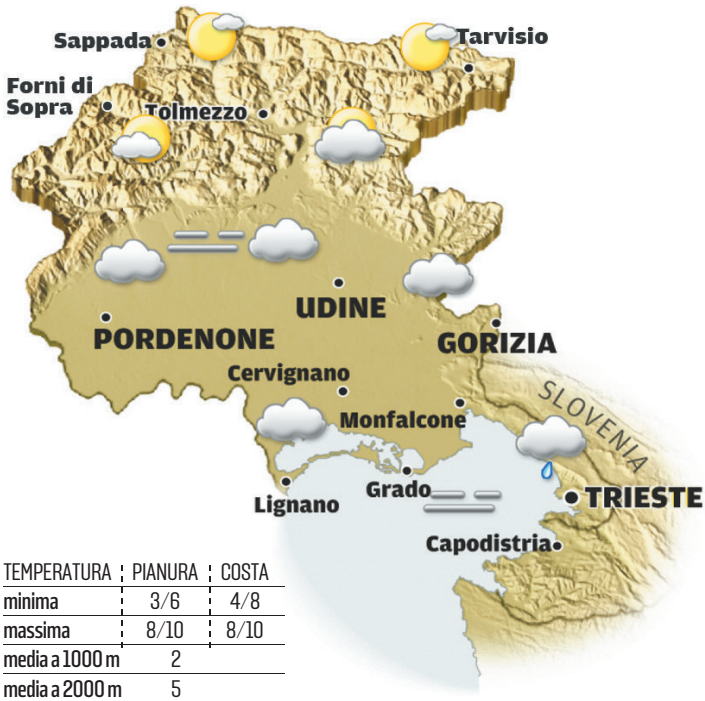 Sappada
Tarvisio
Forni di
Sopra
Tolmezzo
UDINE
PORDENONE
GORIZIA
Cervignano
SLOVENIA
Monfalcone
Grado
Lignano
TRIESTE
Capodistria
TEMPERATURA PIANURA COSTA
minima 3/6 4/8
massima 8/10 8/10
media a 1000 m 2
media a 2000 m 5